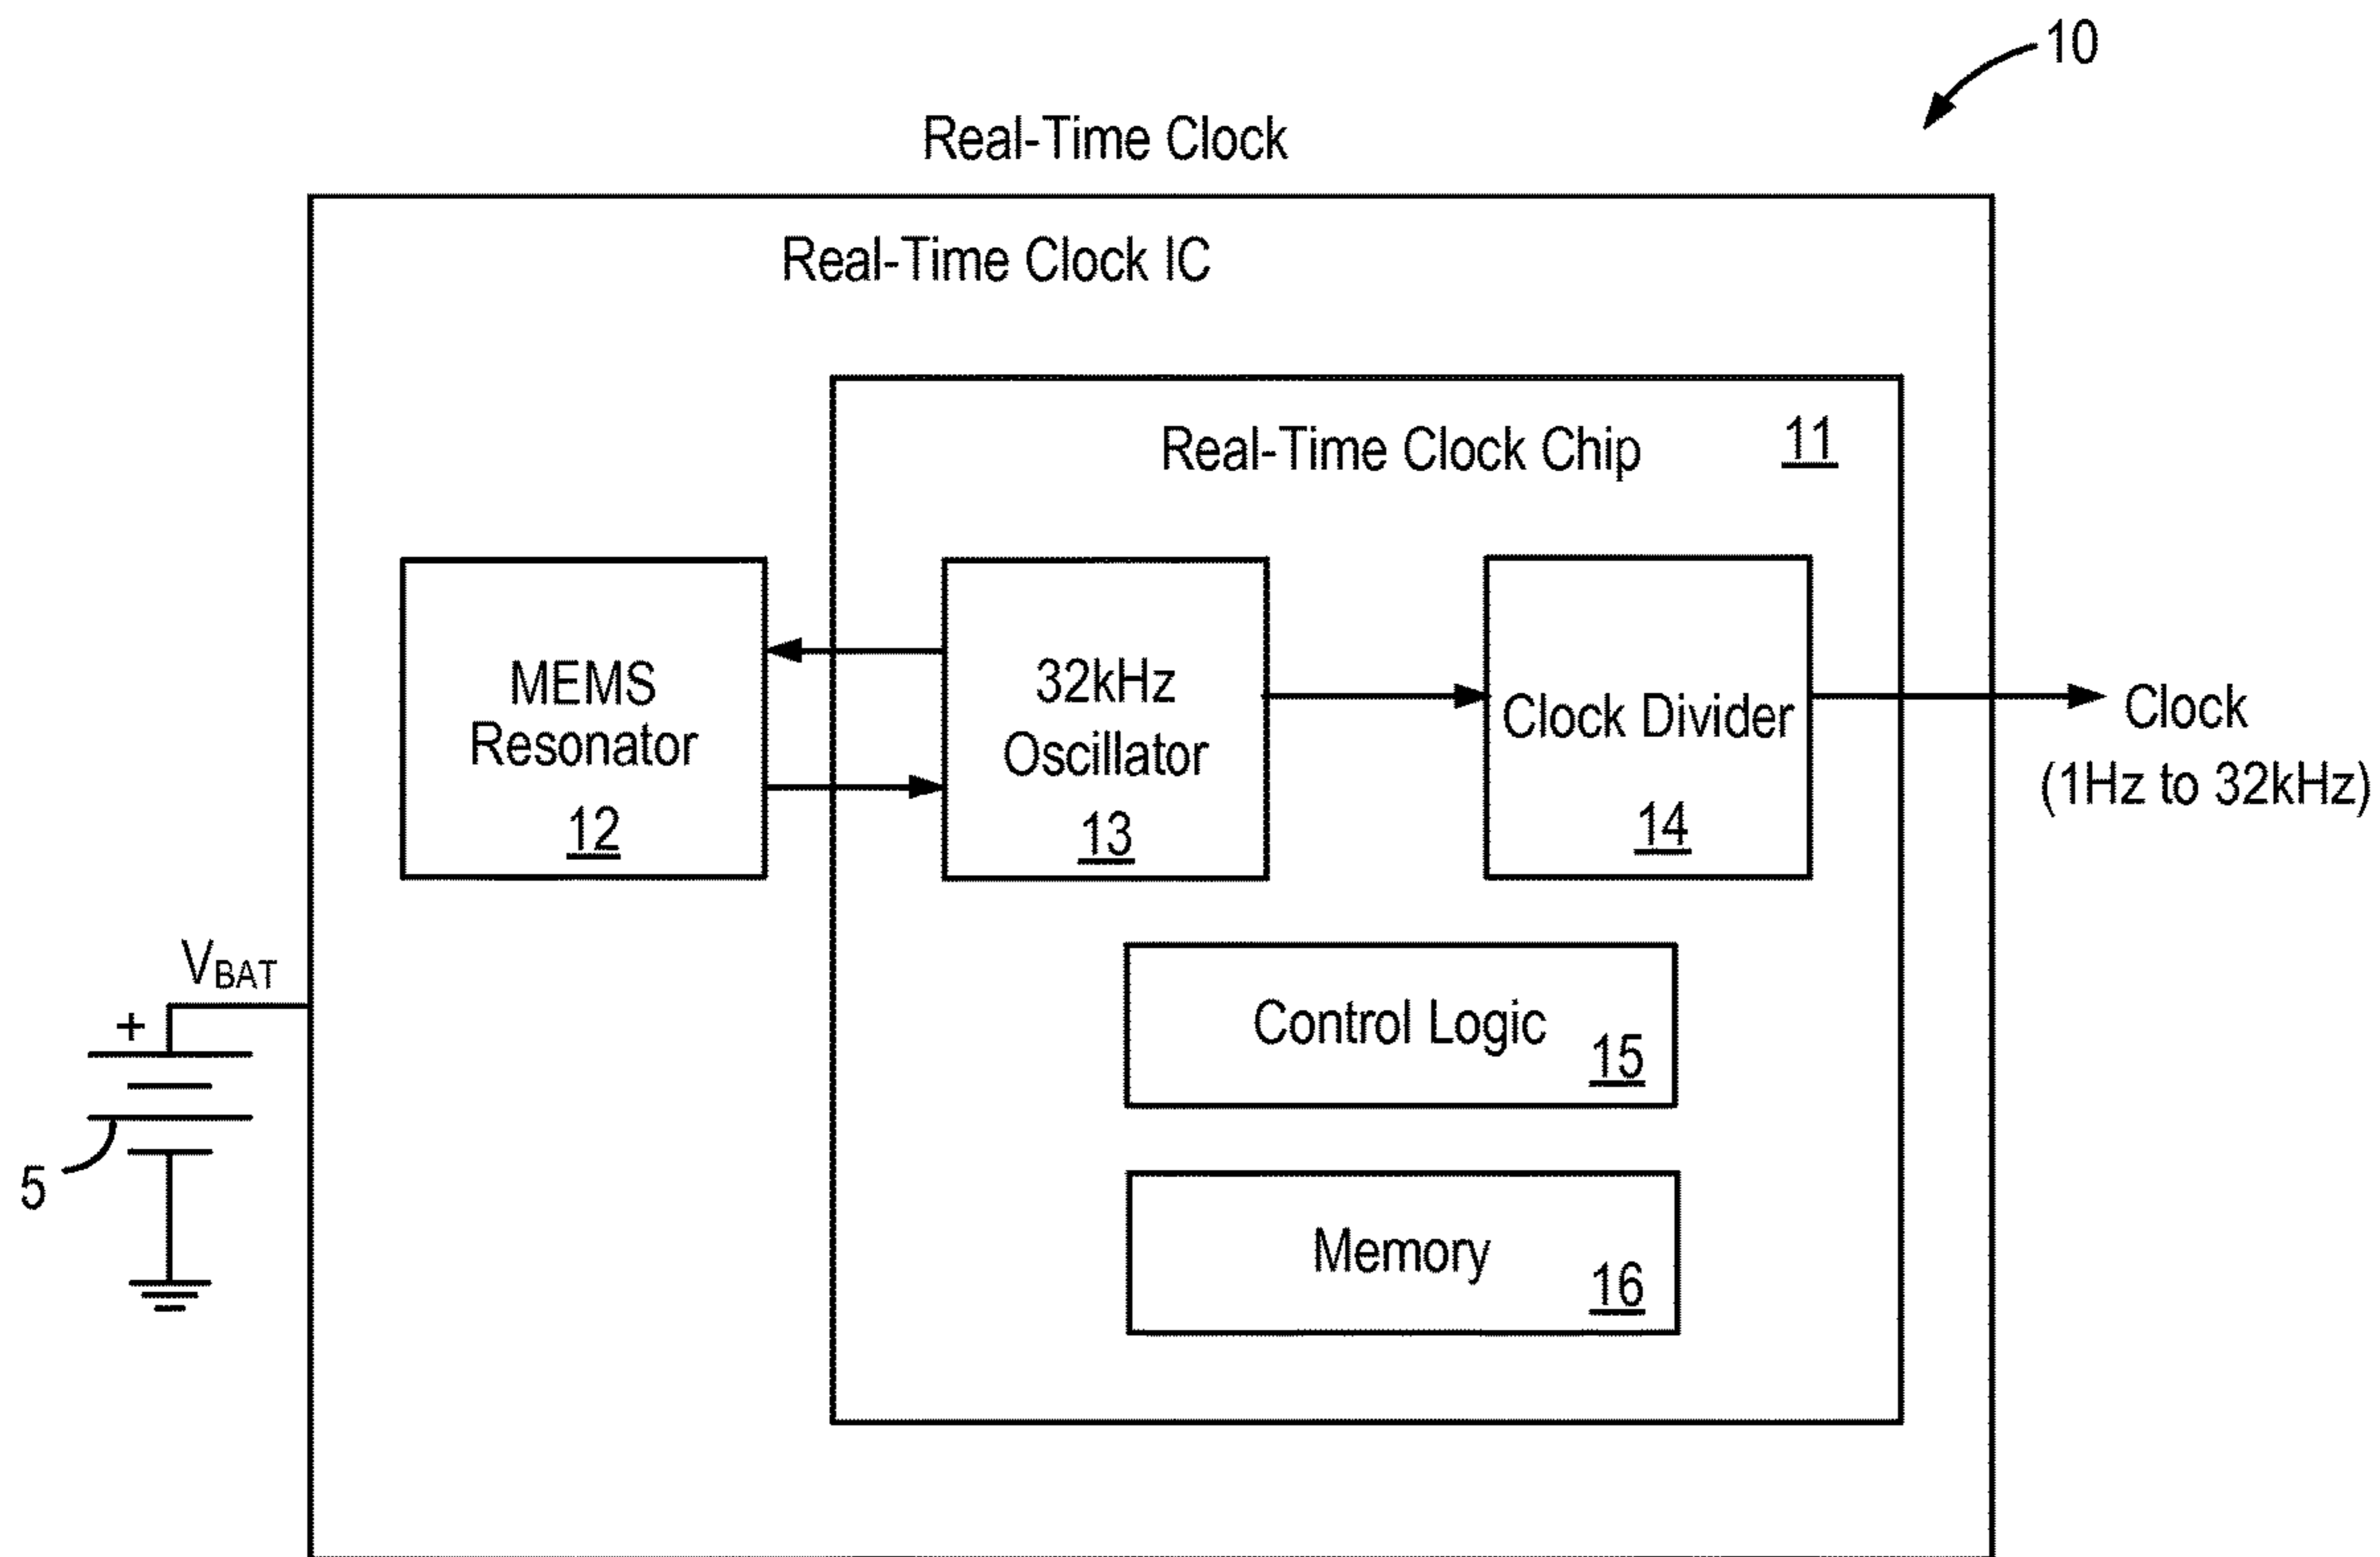 10
Real-Time Clock
Real-Time Clock IC
Real-Time Clock Chip
11
MEMS
Resonator
12
32kHz
Oscillator
13
Clock Divider
14
Clock
(1Hz to 32kHz)
VBAT
+
5
Control Logic
15
Memory
16